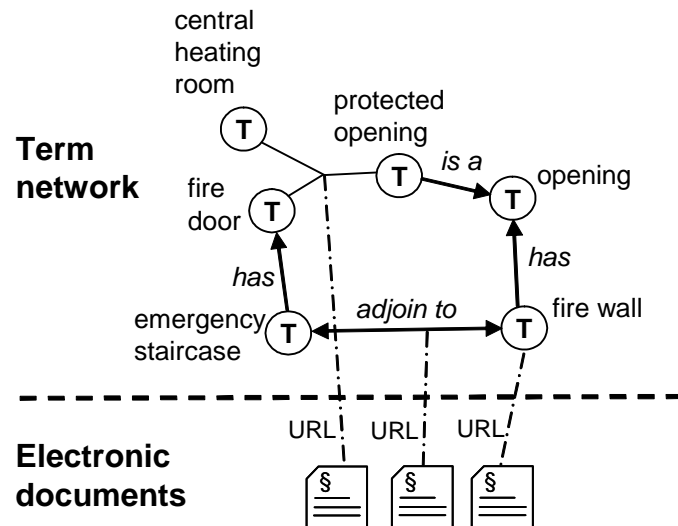 central
heating
room
T
protected
opening
Term
network
is a
T
opening
T
fire
door
T
has
has
adjoin to
emergency
staircase
T
T
fire wall
URL
URL
URL
Electronic
documents
§
§
§